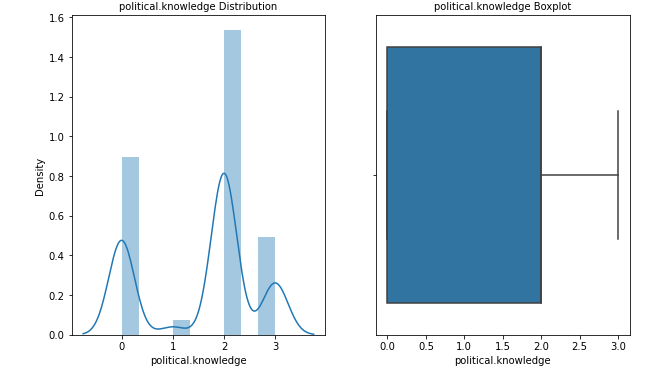 political.knowledge Distribution
1.6
1.4
1.2
1.0
0.8
0.6
0.4
0.2
0.0
Density
0 1 2 3
political.knowledge
political.knowledge Boxplot
0.0 0.5 1.0 1.5 2.0 2.5 3.0
political.knowledge